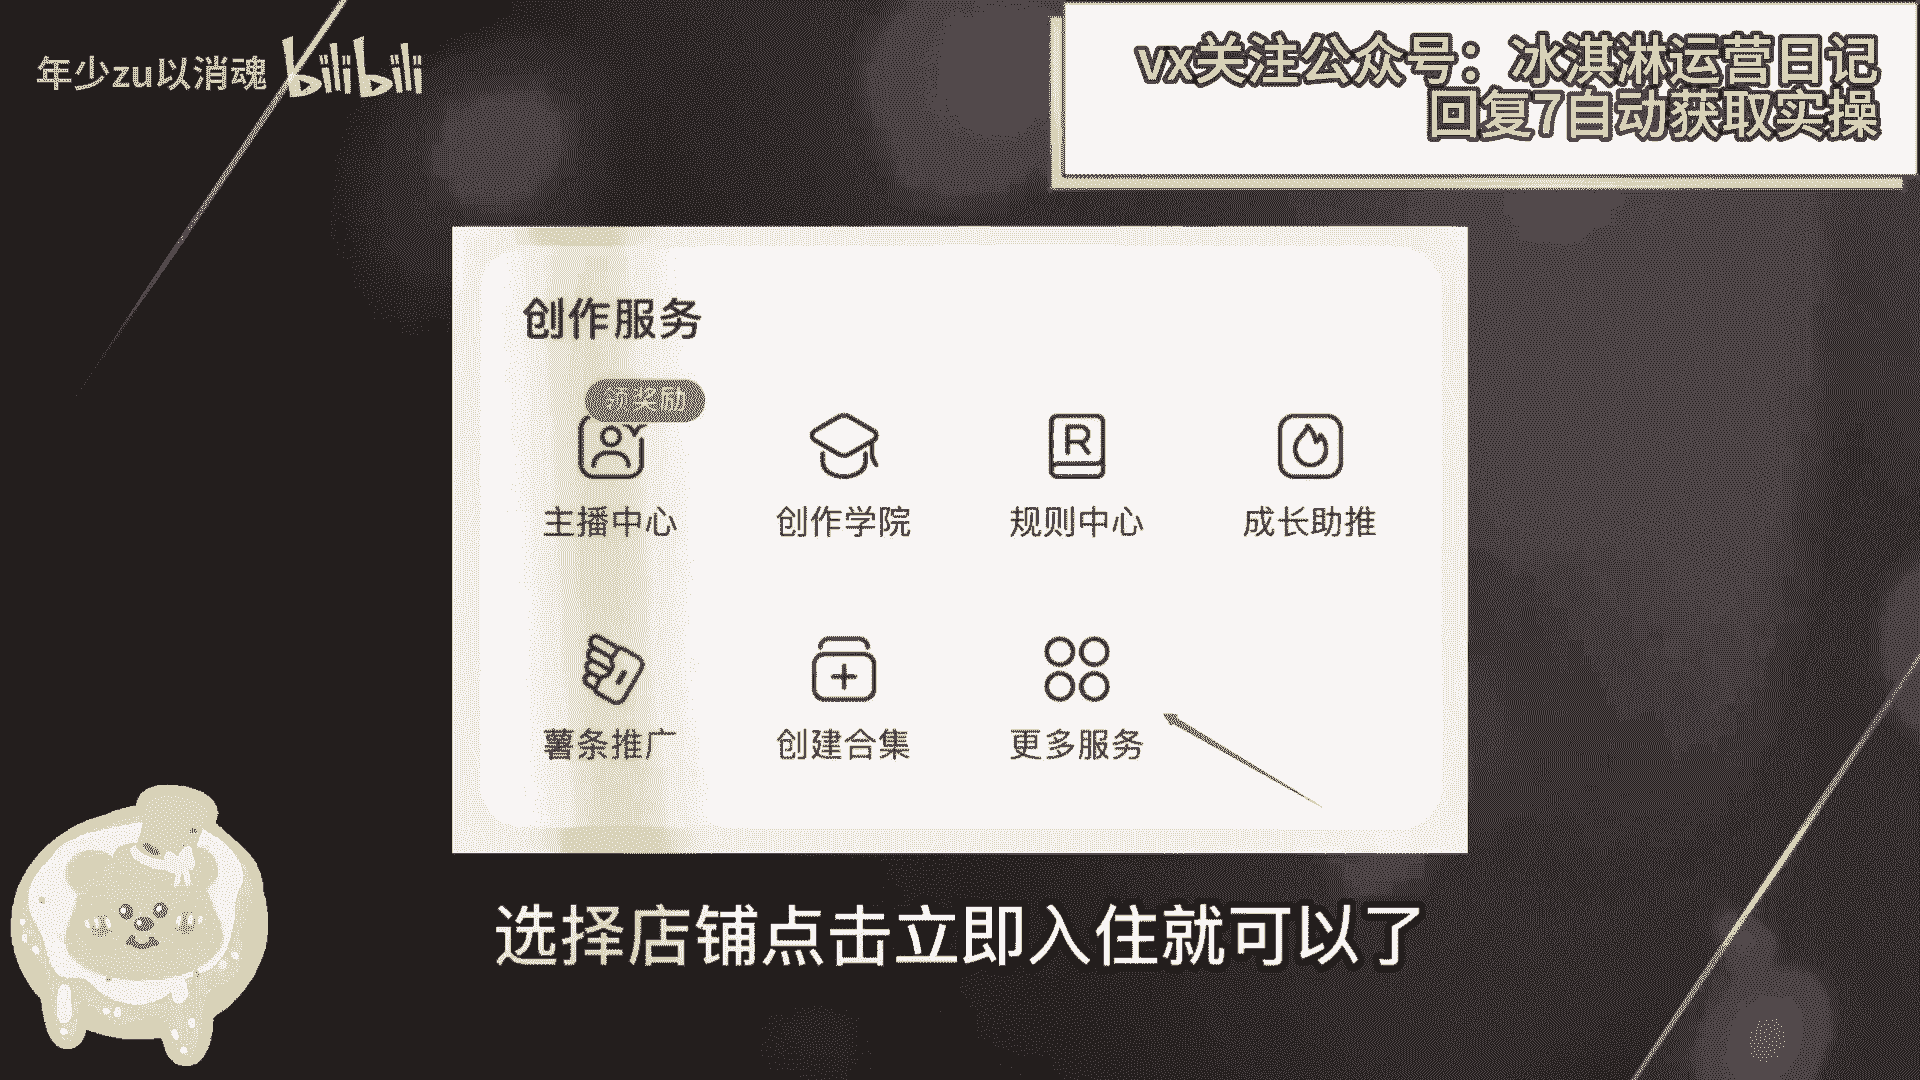 年少zu以消魂 bilibili
vx关注公众号：冰淇淋运营日记
回复7自动获取实操
创作服务
领奖励
主播中心 创作学院 规则中心 成长助推
R
薯条推广 创建合集 更多服务
选择店铺点击立即入住就可以了